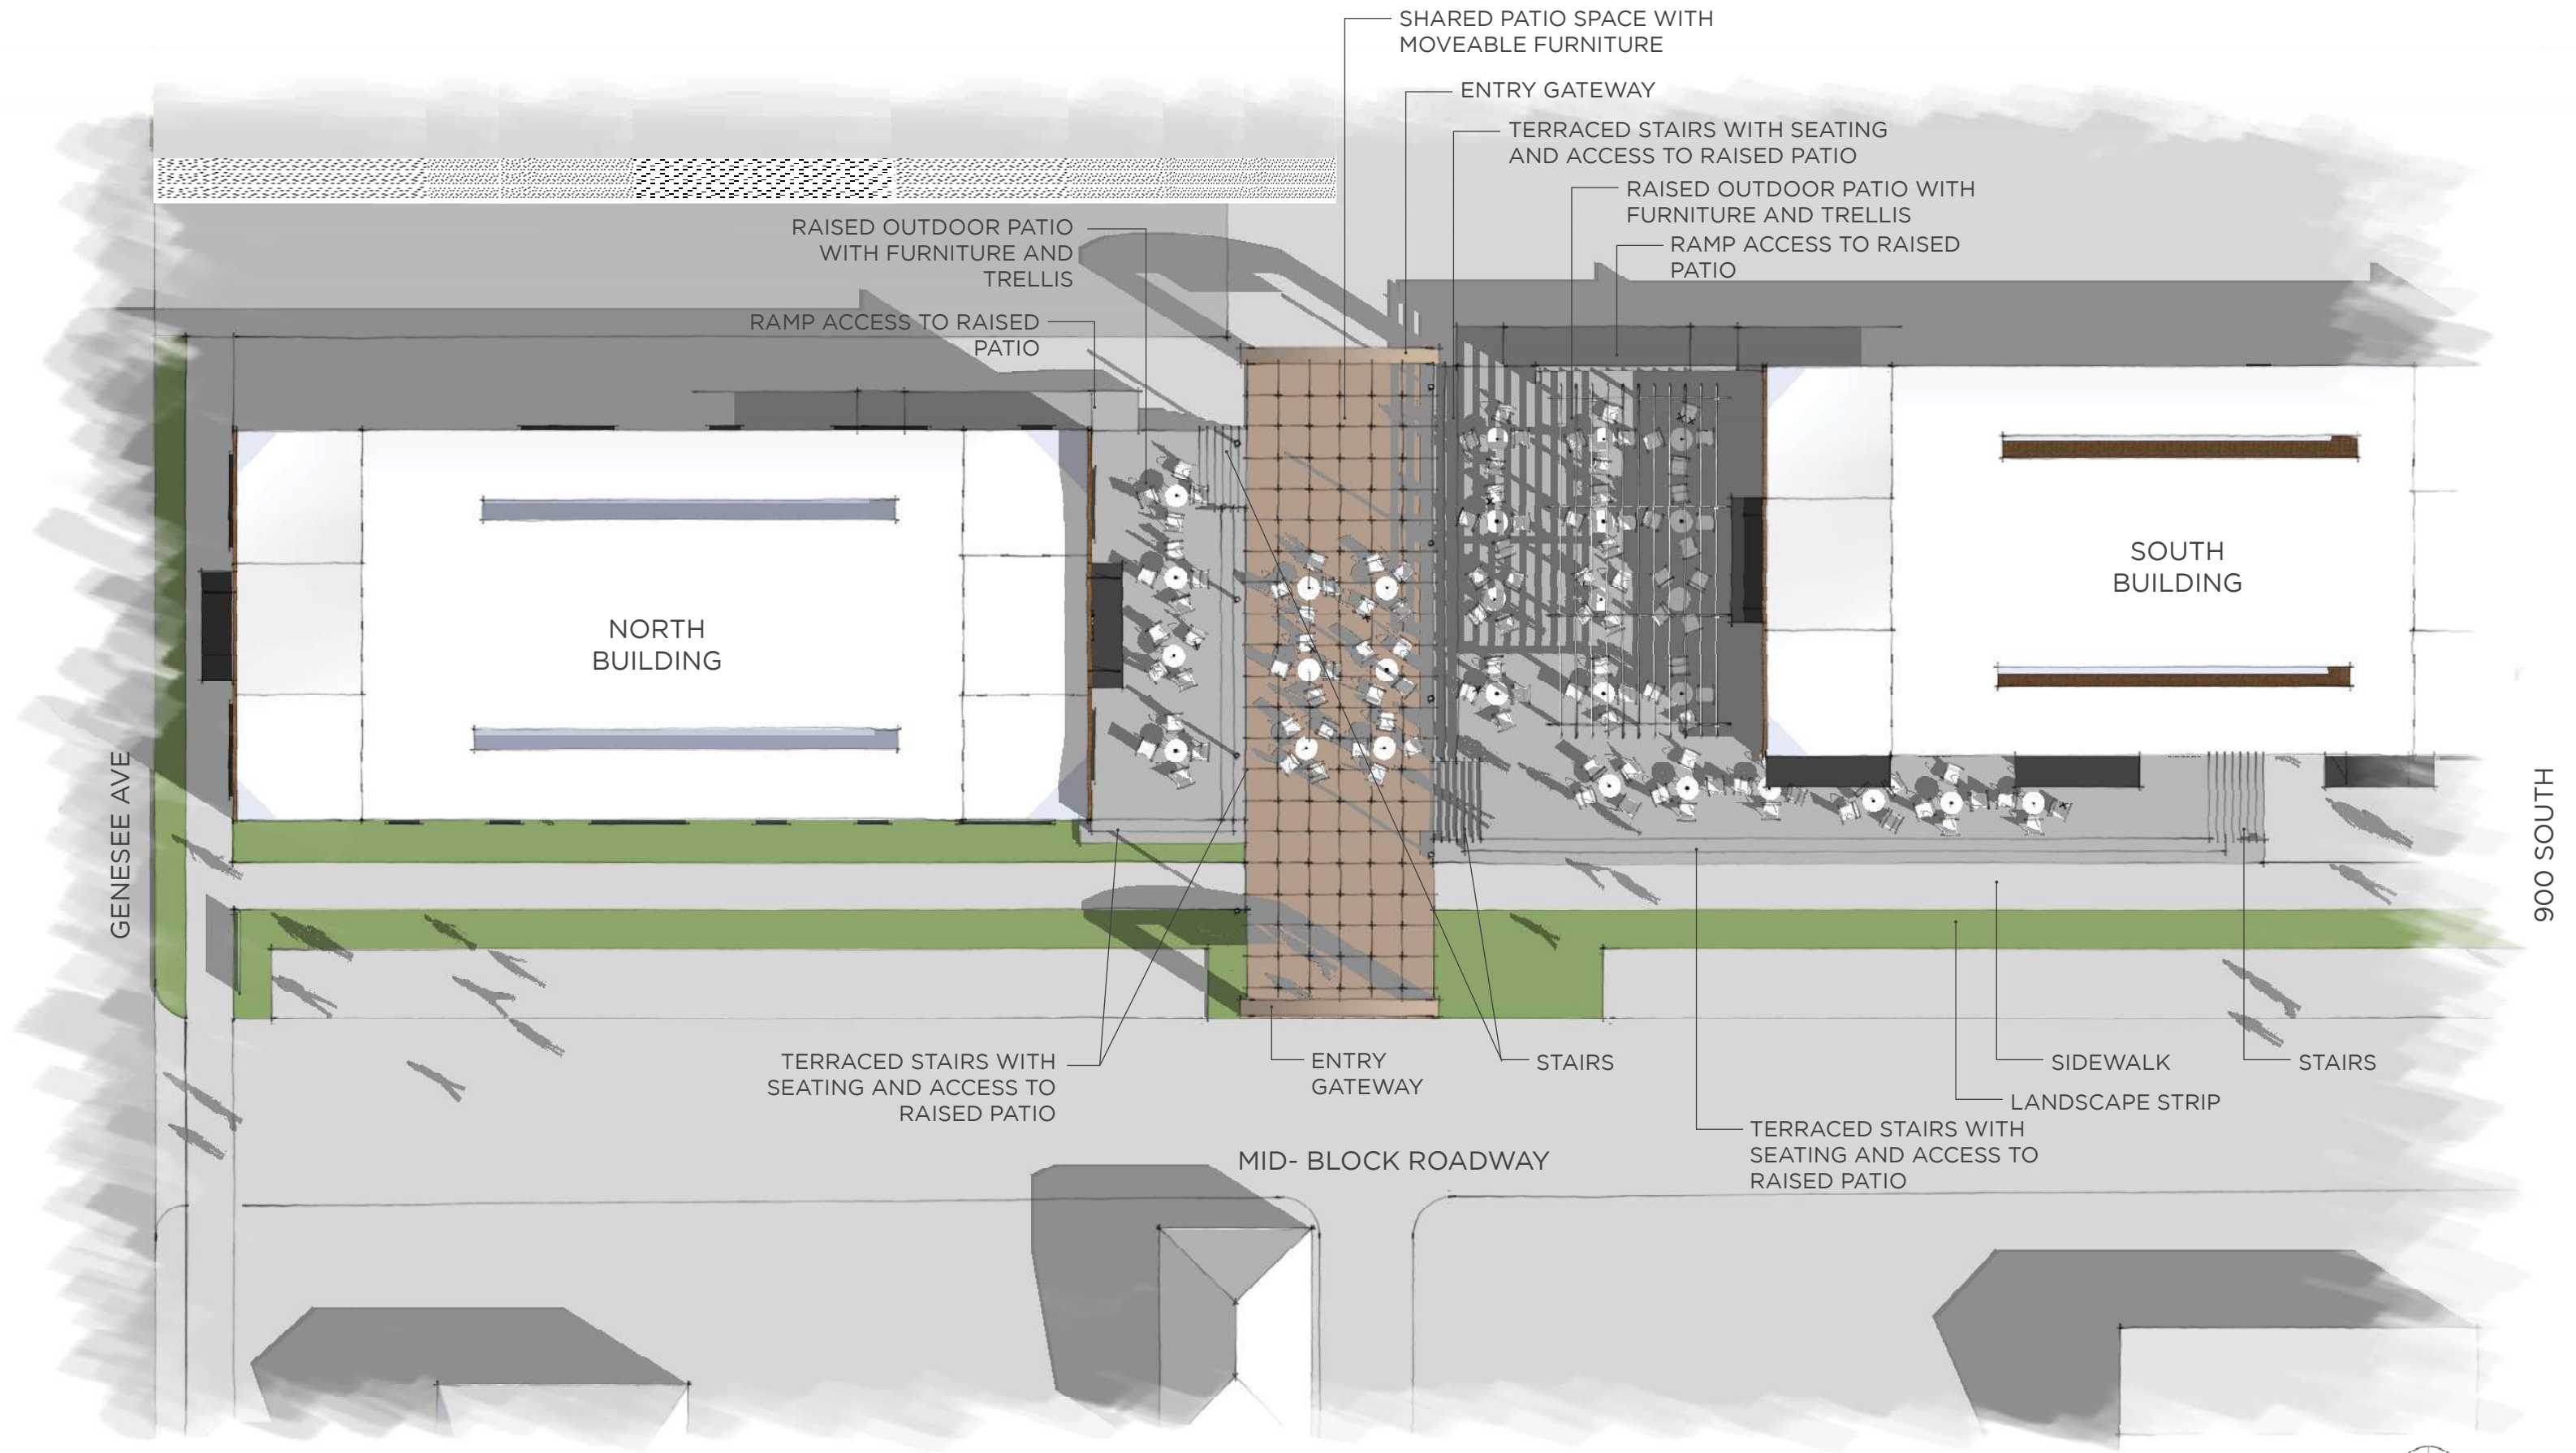 SHARED PATIO SPACE WITH
MOVEABLE FURNITURE
ENTRY GATEWAY
TERRACED STAIRS WITH SEATING
AND ACCESS TO RAISED PATIO
RAISED OUTDOOR PATIO WITH
FURNITURE AND TRELLIS
RAMP ACCESS TO RAISED
PATIO
RAISED OUTDOOR PATIO
WITH FURNITURE AND
TRELLIS
RAMP ACCESS TO RAISED
PATIO
NORTH
BUILDING
SOUTH
BUILDING
GENESEE AVE
900 SOUTH
TERRACED STAIRS WITH
SEATING AND ACCESS TO
RAISED PATIO
ENTRY
GATEWAY
STAIRS
SIDEWALK
STAIRS
LANDSCAPE STRIP
TERRACED STAIRS WITH
SEATING AND ACCESS TO
RAISED PATIO
MID- BLOCK ROADWAY